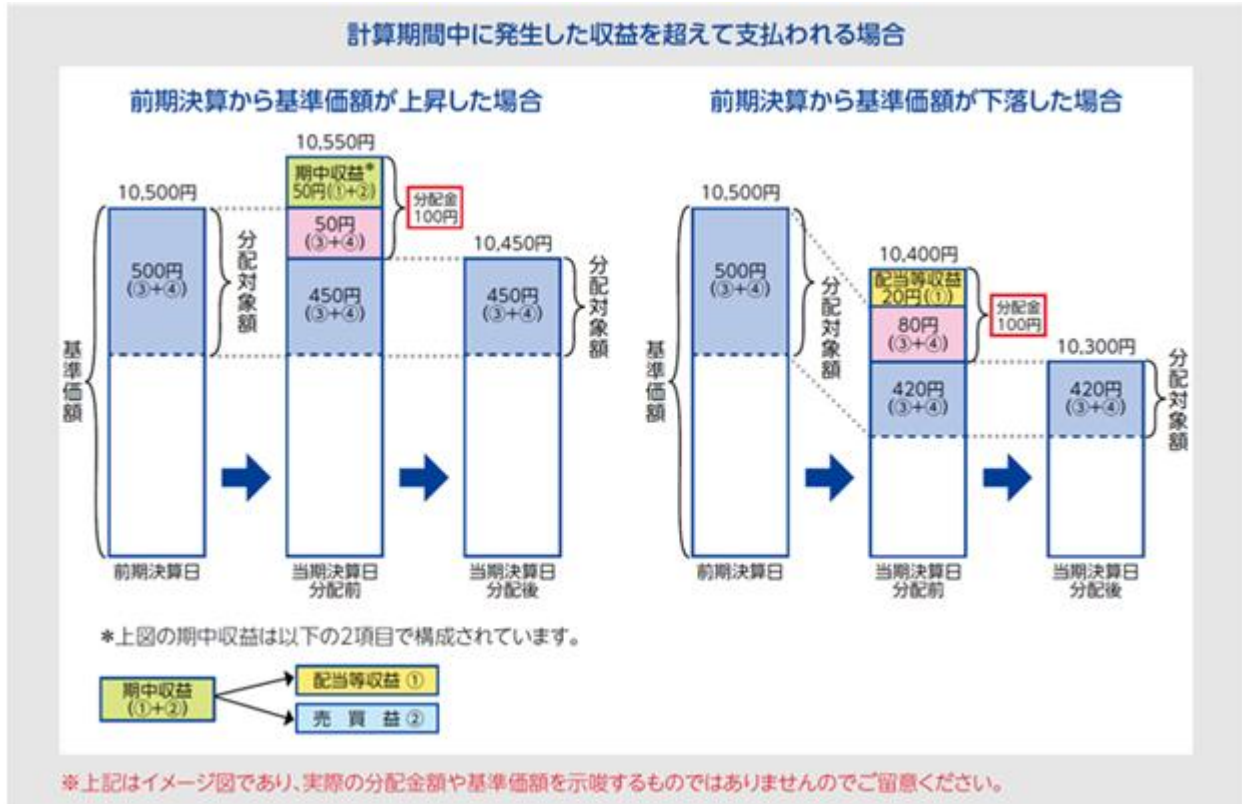 計算期間中に発生した収益を超えて支払われる場合
前期決算から基準価額が上昇した場合
10,550円
期中収益*
50円(①+②)
分配金
100円
10,500円
50円
(③+④)
10,450円
500円
(③+④)
分配対象額
450円
(③+④)
450円
(③+④)
分配対象額
基準価額
前期決算日
当期決算日
分配前
当期決算日
分配後
前期決算から基準価額が下落した場合
10,500円
10,400円
500円
(③+④)
分配対象額
配当等収益
20円(①)
分配金
100円
80円
(③+④)
10,300円
420円
(③+④)
420円
(③+④)
分配対象額
基準価額
前期決算日
当期決算日
分配前
当期決算日
分配後
*上図の期中収益は以下の2項目で構成されています。
期中収益
(①+②)
配当等収益 ①
売 買 益 ②
※上記はイメージ図であり、実際の分配金額や基準価額を示唆するものではありませんのでご留意ください。